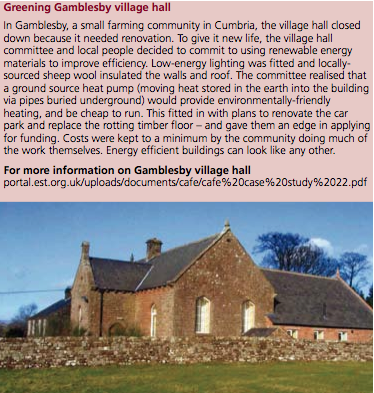 Greening Gamblesby village hall
In Gamblesby, a small farming community in Cumbria, the village hall closed
down because it needed renovation. To give it new life, the village hall
committee and local people decided to commit to using renewable energy
materials to improve efficiency. Low-energy lighting was fitted and locally-
sourced sheep wool insulated the walls and roof. The committee realised that
a ground source heat pump (moving heat stored in the earth into the building
via pipes buried underground) would provide environmentally-friendly
heating, and be cheap to run. This fitted in with plans to renovate the car
park and replace the rotting timber floor – and gave them an edge in applying
for funding. Costs were kept to a minimum by the community doing much of
the work themselves. Energy efficient buildings can look like any other.
For more information on Gamblesby village hall
portal.est.org.uk/uploads/documents/cafe/cafe%20case%20study%2022.pdf